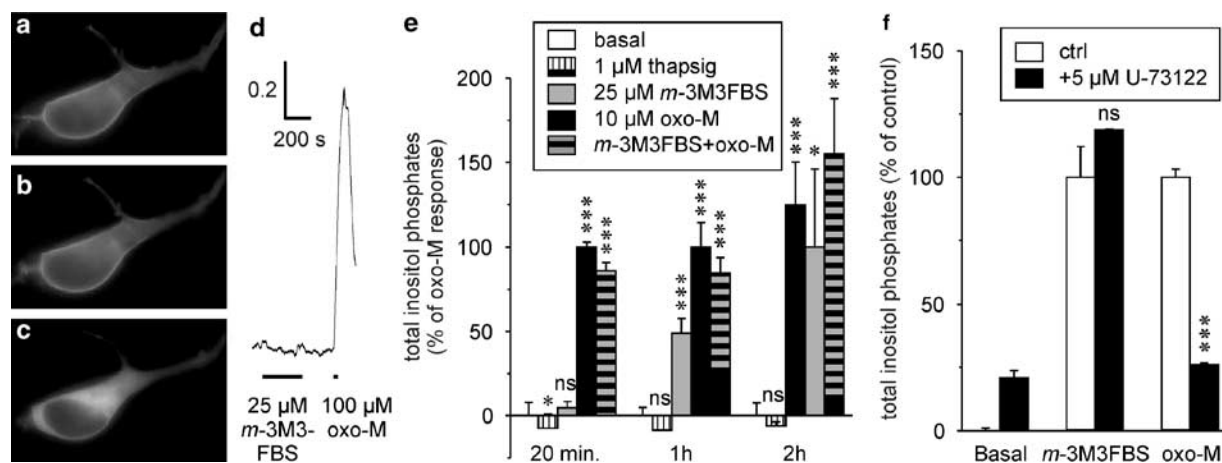 a
b
c
d
0.2
200 s
25 µM
m-3M3-
FBS
100 µM
oxo-M
e
total inositol phosphates
(% of oxo-M response)
200
150
100
50
0
basal
1 µM thapsig
25 µM m-3M3FBS
10 µM oxo-M
m-3M3FBS+oxo-M
*
ns
***
***
ns
***
***
***
ns
***
*
***
20 min.
1h
2h
f
total inositol phosphates (% of control)
150
100
50
0
ctrl
+5 µM U-73122
ns
***
Basal
m-3M3FBS
oxo-M